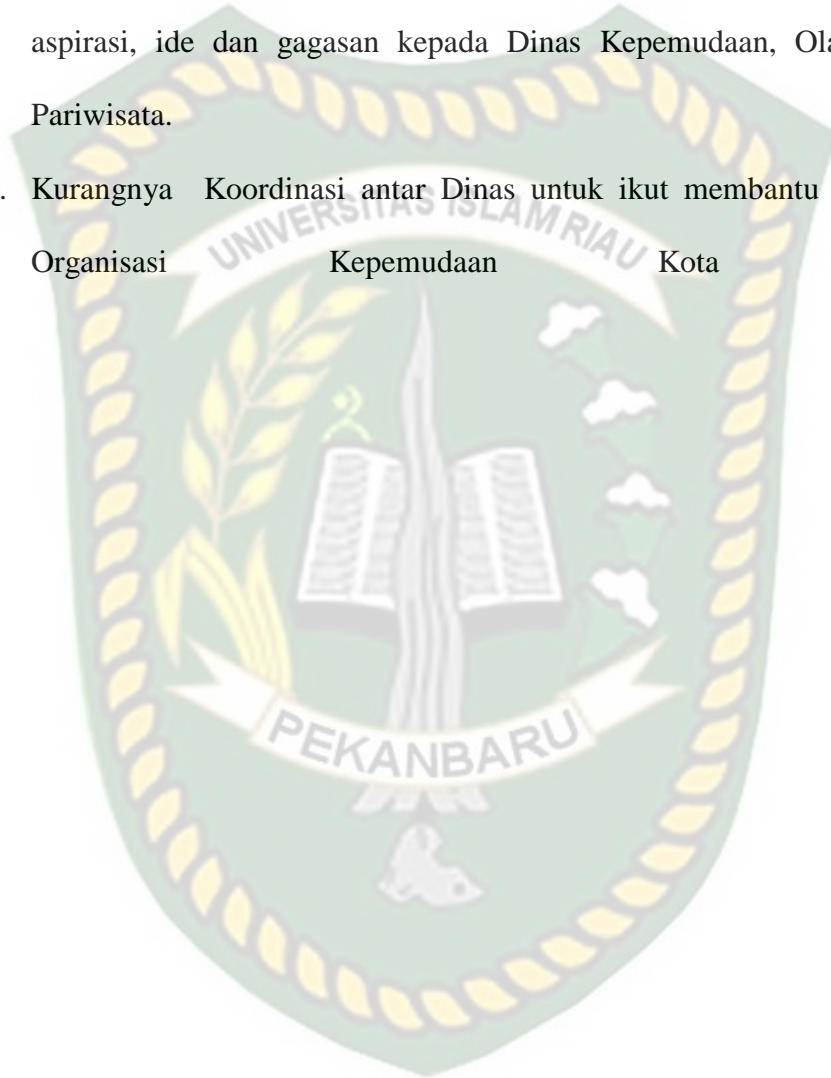 aspirasi, ide dan gagasan kepada Dinas Kepemudaan,
Pariwisata.
. Kurangnya Koordinasi antar Dinas untuk ikut membantu
Organisasi Kepemudaan Kota
UNIVERSITAS ISLAM RIAU
PEKANBARU